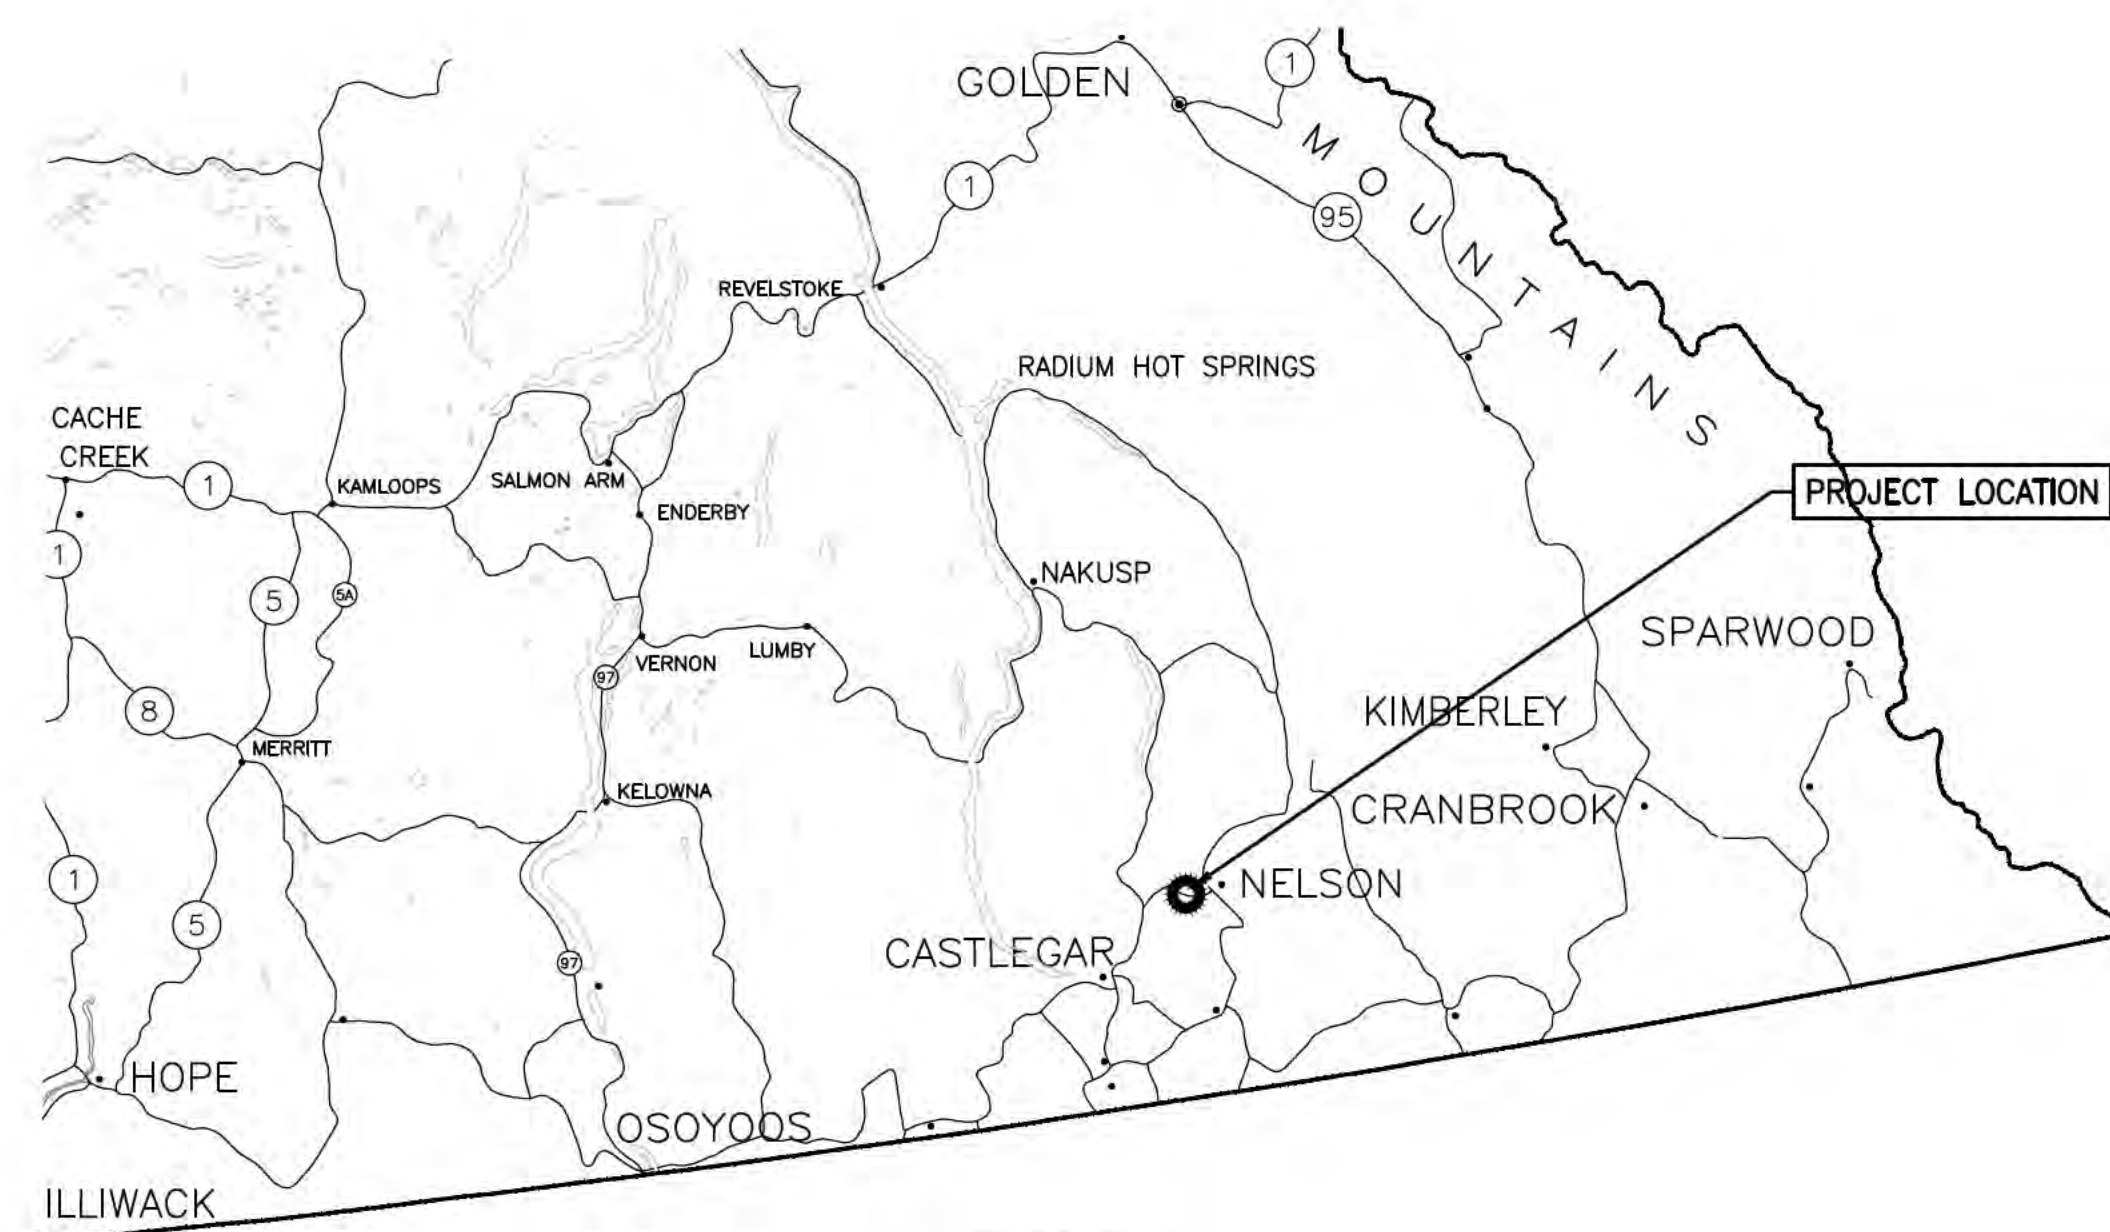 GOLDEN
1
MOUNTAINS
1
95
REVELSTOKE
RADIUM HOT SPRINGS
CACHE
CREEK
1
KAMLOOPS
SALMON ARM
ENDERBY
PROJECT LOCATION
1
5
5A
NAKUSP
SPARWOOD
VERNON
LUMBY
97
8
KIMBERLEY
MERRITT
KELOWNA
CRANBROOK
1
NELSON
5
CASTLEGAR
97
HOPE
OSOYOOS
ILLIWACK